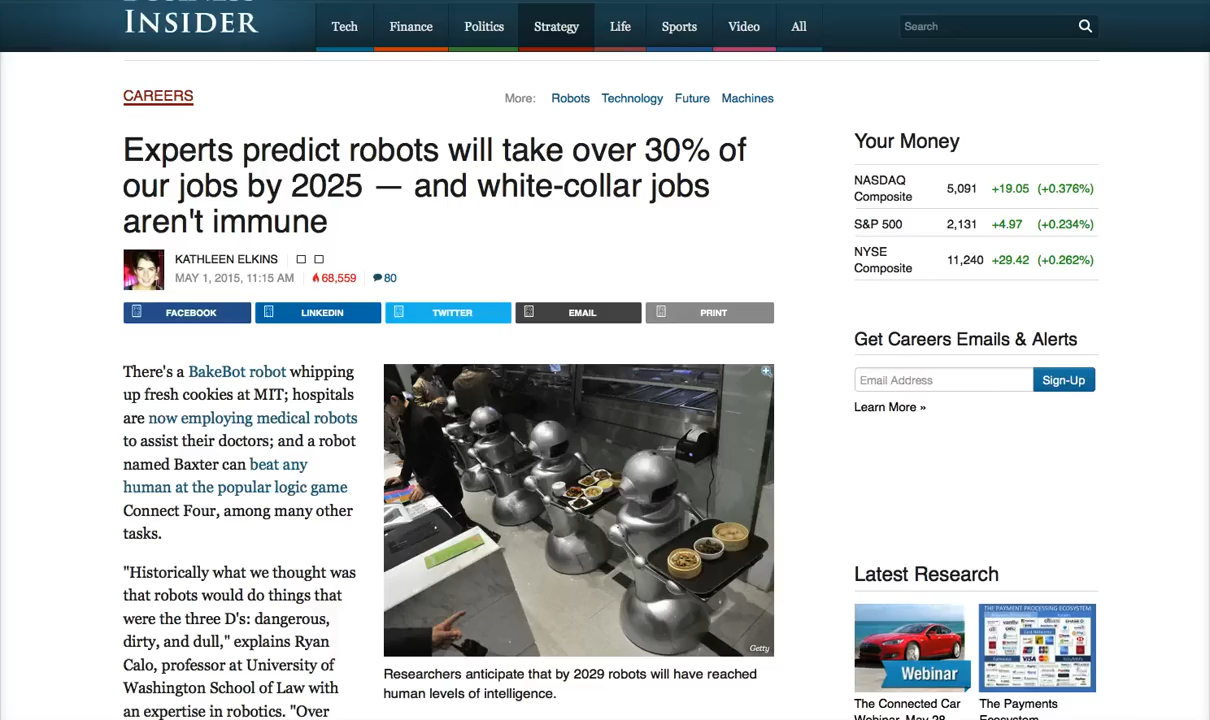 INSIDER
Tech
Finance
Politics
Strategy
Life
Sports
Video
All
Search
CAREERS
More: Robots Technology Future Machines
Experts predict robots will take over 30% of
our jobs by 2025 — and white-collar jobs
aren't immune
KATHLEEN ELKINS
MAY 1, 2015, 11:15 AM
68,559
80
FACEBOOK
LINKEDIN
TWITTER
EMAIL
PRINT
There's a BakeBot robot whipping
up fresh cookies at MIT; hospitals
are now employing medical robots
to assist their doctors; and a robot
named Baxter can beat any
human at the popular logic game
Connect Four, among many other
tasks.
"Historically what we thought was
that robots would do things that
were the three D's: dangerous,
dirty, and dull," explains Ryan
Calo, professor at University of
Washington School of Law with
an expertise in robotics. "Over
Getty
Researchers anticipate that by 2029 robots will have reached
human levels of intelligence.
Your Money
NASDAQ
Composite
5,091 +19.05 (+0.376%)
S&P 500 2,131 +4.97 (+0.234%)
NYSE
Composite
11,240 +29.42 (+0.262%)
Get Careers Emails & Alerts
Email Address
Sign-Up
Learn More »
Latest Research
Webinar
THE PAYMENT PROCESSING ECOSYSTEM
The Connected Car
Webinar, May 28
The Payments
Ecosystem